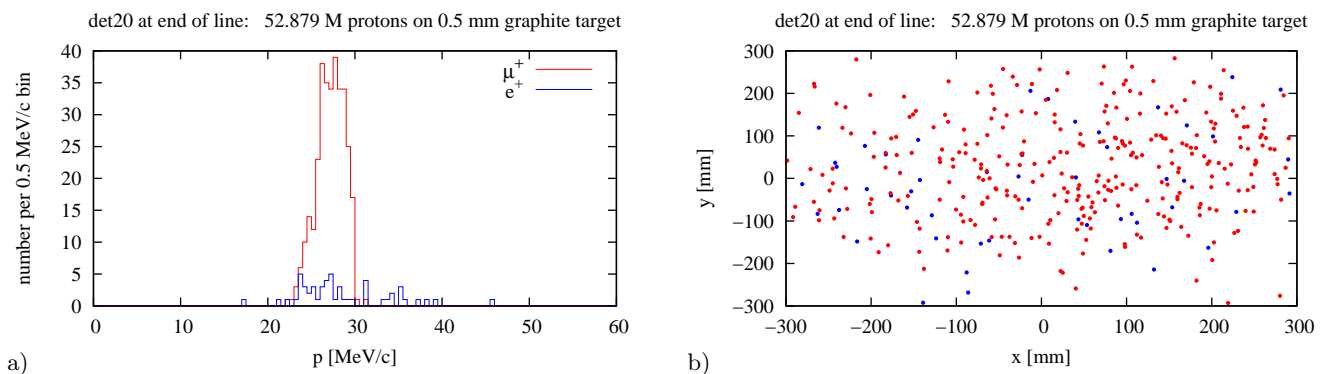 det20 at end of line: 52.879 M protons on 0.5 mm graphite target
number per 0.5 MeV/c bin
40
35
30
25
20
15
10
5
0
μ+
e+
0 10 20 30 40 50 60
p [MeV/c]
a)
det20 at end of line: 52.879 M protons on 0.5 mm graphite target
y [mm]
300
200
100
0
−100
−200
−300
−300 −200 −100 0 100 200 300
x [mm]
b)